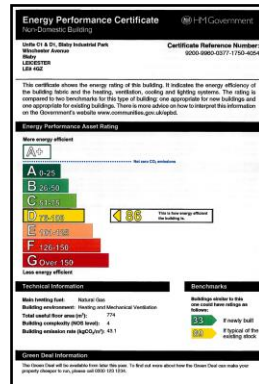 Energy Performance Certificate
HM Government
Non-Domestic Building
Units C1 & D1, Blaby Industrial Park
Winchester Avenue
Blaby
LEICESTER
LE8 4GZ
Certificate Reference Number:
9200-9960-0377-1750-4054
This certificate shows the energy rating of this building. It indicates the energy efficiency of
the building fabric and the heating, ventilation, cooling and lighting systems. The rating is
compared to two benchmarks for this type of building: one appropriate for new buildings and
one appropriate for existing buildings. There is more advice on how to interpret this information
on the Government's website www.communities.gov.uk/epbd.
Energy Performance Asset Rating
More energy efficient
A+
Net zero CO₂ emissions
A 0-25
B 26-50
C 51-75
D 76-100
E 101-125
F 126-150
G Over 150
Less energy efficient
86
This is how energy efficient
the building is.
Technical Information
Main heating fuel: Natural Gas
Building environment: Heating and Mechanical Ventilation
Total useful floor area (m²): 774
Building complexity (NOS level): 4
Building emission rate (kgCO₂/m²): 43.1
Benchmarks
Buildings similar to this
one could have ratings as
follows:
33
If newly built
89
If typical of the
existing stock
Green Deal Information
The Green Deal will be available from later this year. To find out more about how the Green Deal can make your
property cheaper to run, please call 0300 123 1234.